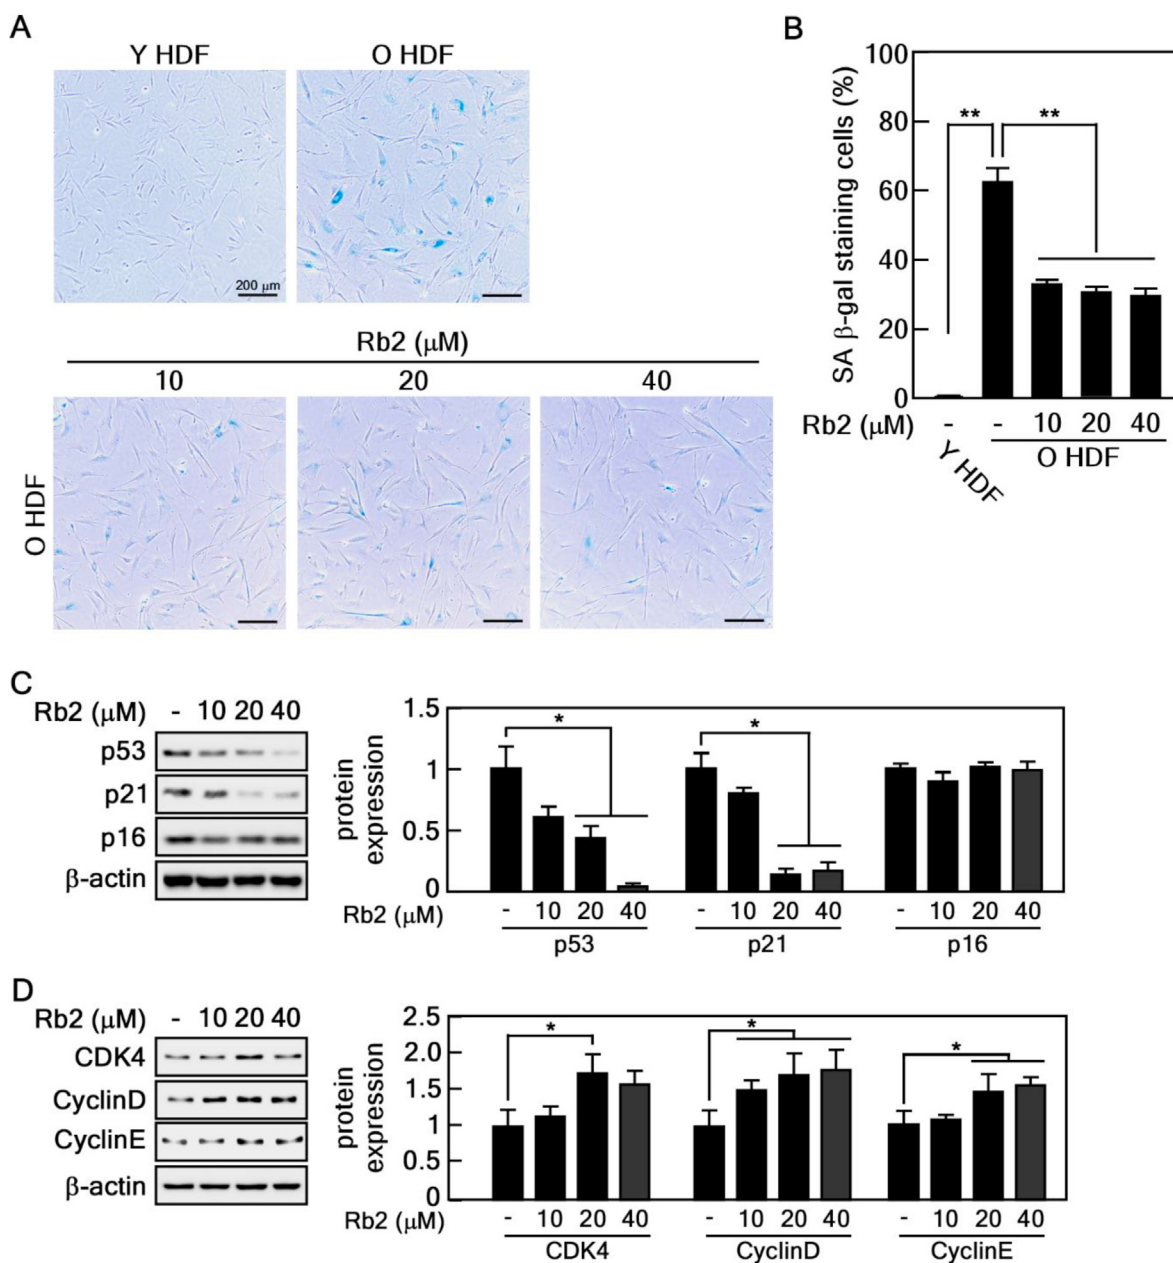 A
Y HDF
O HDF
200 μm
Rb2 (μM)
10
20
40
O HDF
B
SA β-gal staining cells (%)
100
80
60
40
20
0
**
**
Rb2 (μM)
- - 10 20 40
Y HDF
O HDF
C
Rb2 (μM) - 10 20 40
p53
p21
p16
β-actin
protein expression
1.5
1
0.5
0
*
*
Rb2 (μM) - 10 20 40 - 10 20 40 - 10 20 40
p53 p21 p16
D
Rb2 (μM) - 10 20 40
CDK4
CyclinD
CyclinE
β-actin
protein
expression
2.5
2.0
1.5
1.0
0.5
0
*
*
*
Rb2 (μM) - 10 20 40 - 10 20 40 - 10 20 40
CDK4 CyclinD CyclinE